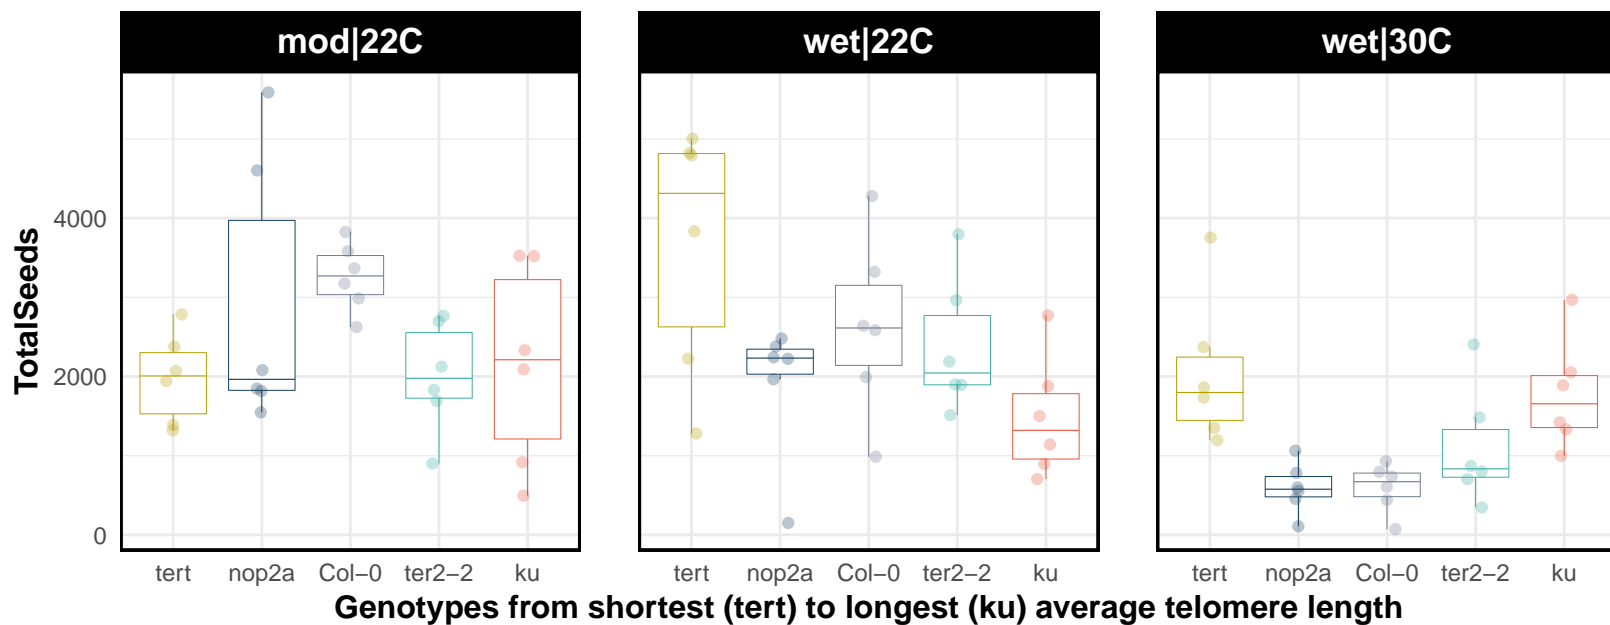 mod|22C wet|22C wet|30C
TotalSeeds
4000
2000
0
tert nop2a Col−0 ter2−2 ku tert nop2a Col−0 ter2−2 ku tert nop2a Col−0 ter2−2 ku
Genotypes from shortest (tert) to longest (ku) average telomere length